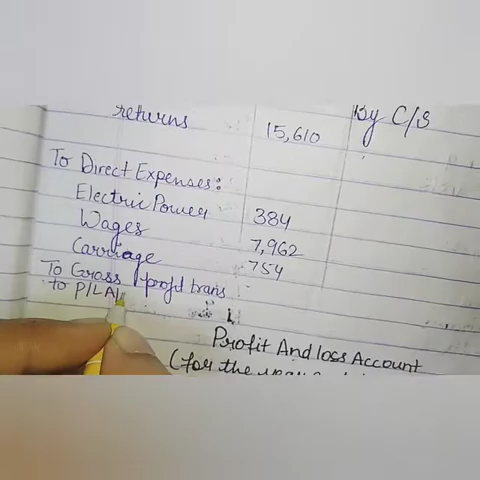 returns 15,610 By C/S
To Direct Expenses:
Electric Power 384
Wages 7,962
Carriage 754
To Gross profit trans
to P/LA/
Profit And loss Account
(for the year